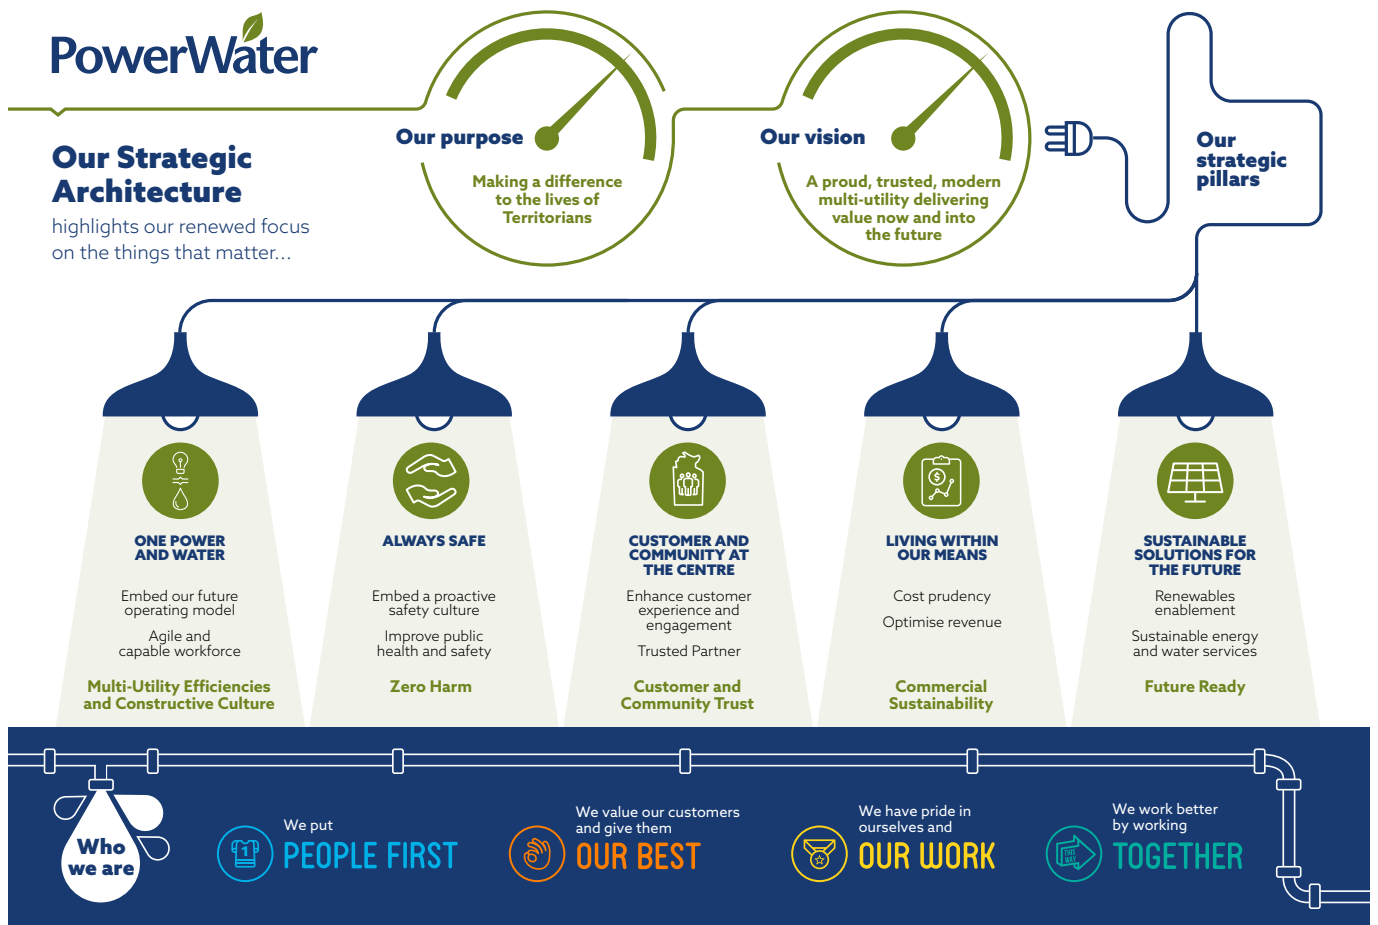 PowerWater
Our Strategic
Architecture
highlights our renewed focus
on the things that matter...
Our purpose
Making a difference
to the lives of
Territorians
Our vision
A proud, trusted, modern
multi-utility delivering
value now and into
the future
Our
strategic
pillars
ONE POWER
AND WATER
Embed our future
operating model
Agile and
capable workforce
Multi-Utility Efficiencies
and Constructive Culture
ALWAYS SAFE
Embed a proactive
safety culture
Improve public
health and safety
Zero Harm
CUSTOMER AND
COMMUNITY AT
THE CENTRE
Enhance customer
experience and
engagement
Trusted Partner
Customer and
Community Trust
$
LIVING WITHIN
OUR MEANS
Cost prudency
Optimise revenue
Commercial
Sustainability
SUSTAINABLE
SOLUTIONS FOR
THE FUTURE
Renewables
enablement
Sustainable energy
and water services
Future Ready
Who
we are
1
We put
PEOPLE FIRST
We value our customers
and give them
OUR BEST
We have pride in
ourselves and
OUR WORK
THIS
WAY
We work better
by working
TOGETHER